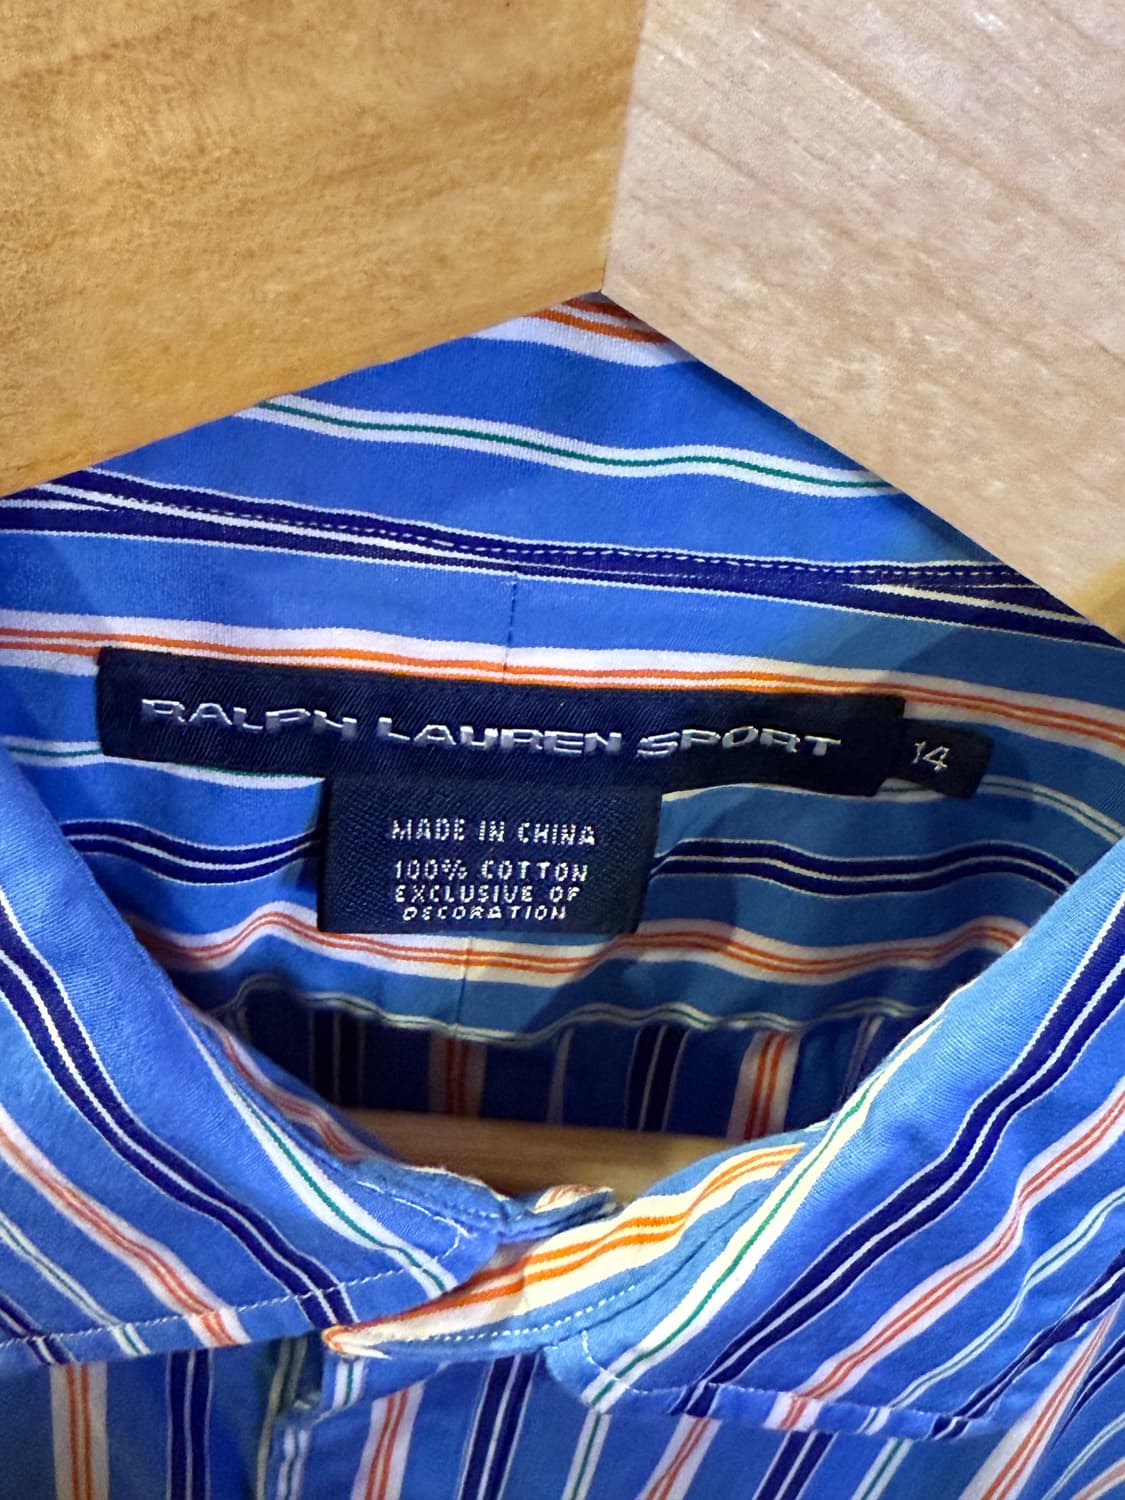 RALPH LAUREN SPORT
14
MADE IN CHINA
100% COTTON
EXCLUSIVE OF
DECORATION